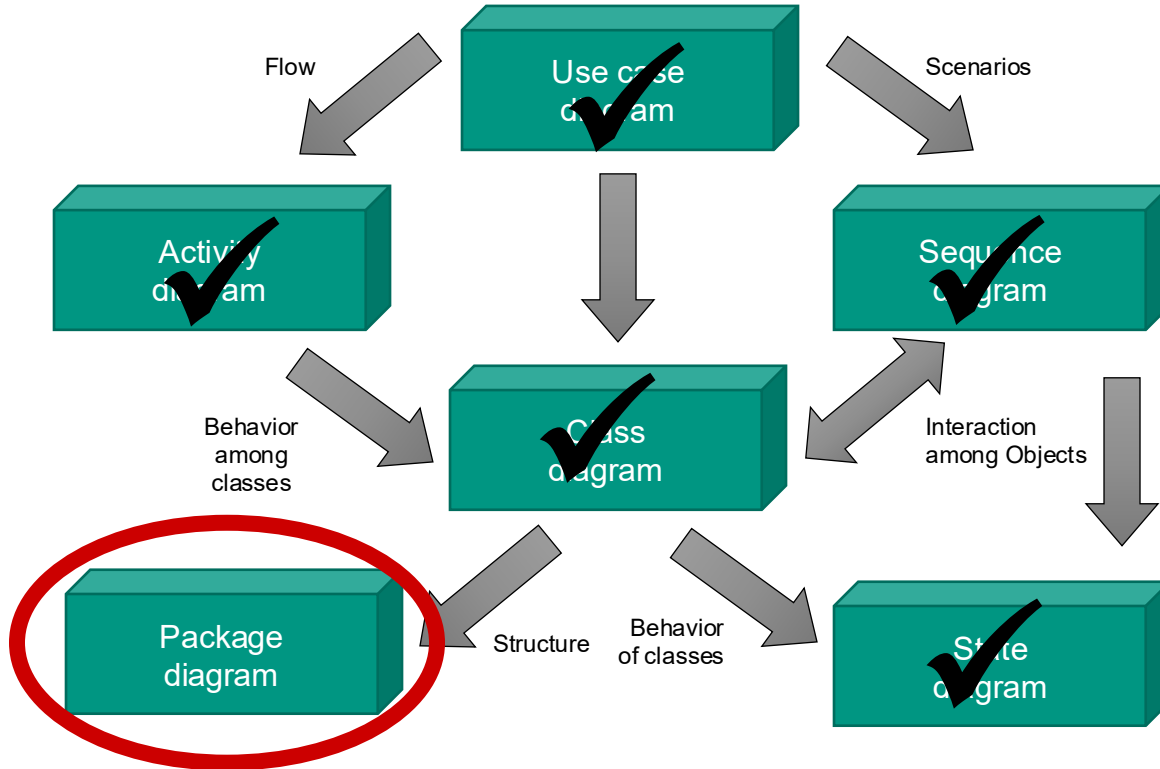 Flow
Use case
diagram
Scenarios
Activity
diagram
Sequence
diagram
Behavior
among
classes
Class
diagram
Interaction
among Objects
Package
diagram
Structure
Behavior
of classes
State
diagram